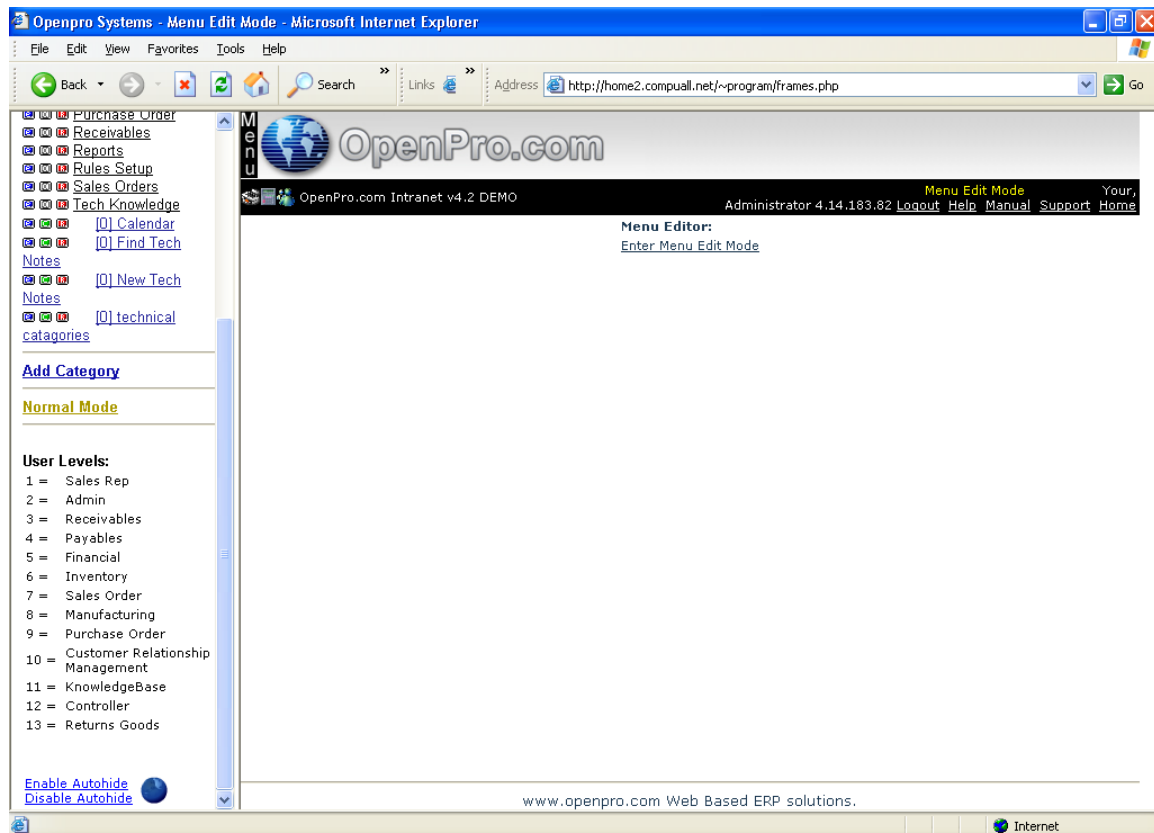 Openpro Systems - Menu Edit Mode - Microsoft Internet Explorer
File Edit View Favorites Tools Help
Back Search » Links » Address http://home2.compuall.net/~program/frames.php Go
Purchase Order
Receivables
Reports
Rules Setup
Sales Orders
Tech Knowledge
[0] Calendar
[0] Find Tech
Notes
[0] New Tech
Notes
[0] technical
catagories
Add Category
Normal Mode
User Levels:
1 = Sales Rep
2 = Admin
3 = Receivables
4 = Payables
5 = Financial
6 = Inventory
7 = Sales Order
8 = Manufacturing
9 = Purchase Order
10 = Customer Relationship
Management
11 = KnowledgeBase
12 = Controller
13 = Returns Goods
Enable Autohide
Disable Autohide
Menu
OpenPro.com
OpenPro.com Intranet v4.2 DEMO
Menu Edit Mode Your,
Administrator 4.14.183.82 Logout Help Manual Support Home
Menu Editor:
Enter Menu Edit Mode
www.openpro.com Web Based ERP solutions.
Internet